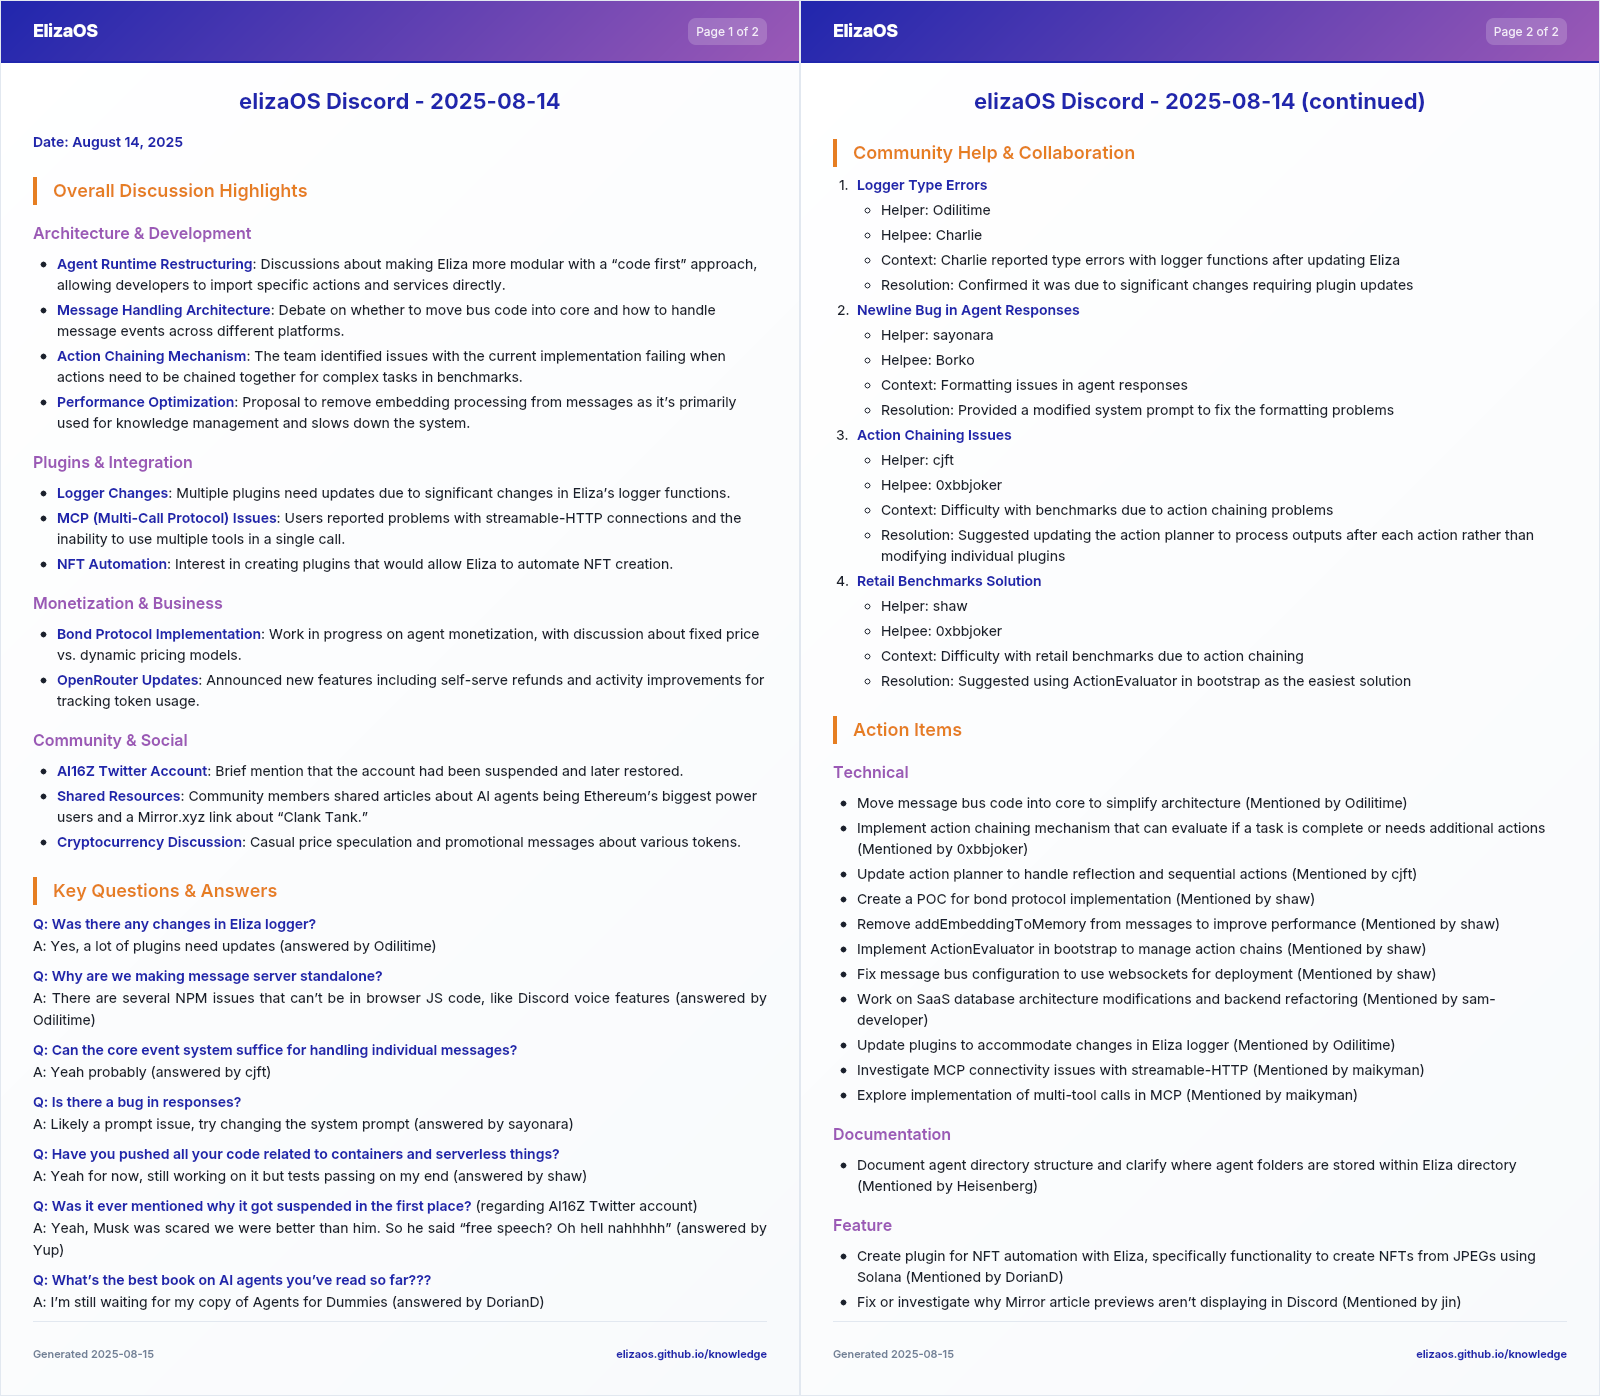 ElizaOS
Page 1 of 2
elizaOS Discord - 2025-08-14
Date: August 14, 2025
Overall Discussion Highlights
Architecture & Development
• Agent Runtime Restructuring: Discussions about making Eliza more modular with a “code first” approach,
allowing developers to import specific actions and services directly.
• Message Handling Architecture: Debate on whether to move bus code into core and how to handle
message events across different platforms.
• Action Chaining Mechanism: The team identified issues with the current implementation failing when
actions need to be chained together for complex tasks in benchmarks.
• Performance Optimization: Proposal to remove embedding processing from messages as it’s primarily
used for knowledge management and slows down the system.
Plugins & Integration
• Logger Changes: Multiple plugins need updates due to significant changes in Eliza’s logger functions.
• MCP (Multi-Call Protocol) Issues: Users reported problems with streamable-HTTP connections and the
inability to use multiple tools in a single call.
• NFT Automation: Interest in creating plugins that would allow Eliza to automate NFT creation.
Monetization & Business
• Bond Protocol Implementation: Work in progress on agent monetization, with discussion about fixed price
vs. dynamic pricing models.
• OpenRouter Updates: Announced new features including self-serve refunds and activity improvements for
tracking token usage.
Community & Social
• AI16Z Twitter Account: Brief mention that the account had been suspended and later restored.
• Shared Resources: Community members shared articles about AI agents being Ethereum’s biggest power
users and a Mirror.xyz link about “Clank Tank.”
• Cryptocurrency Discussion: Casual price speculation and promotional messages about various tokens.
Key Questions & Answers
Q: Was there any changes in Eliza logger?
A: Yes, a lot of plugins need updates (answered by Odilitime)
Q: Why are we making message server standalone?
A: There are several NPM issues that can’t be in browser JS code, like Discord voice features (answered by
Odilitime)
Q: Can the core event system suffice for handling individual messages?
A: Yeah probably (answered by cjft)
Q: Is there a bug in responses?
A: Likely a prompt issue, try changing the system prompt (answered by sayonara)
Q: Have you pushed all your code related to containers and serverless things?
A: Yeah for now, still working on it but tests passing on my end (answered by shaw)
Q: Was it ever mentioned why it got suspended in the first place? (regarding AI16Z Twitter account)
A: Yeah, Musk was scared we were better than him. So he said “free speech? Oh hell nahhhhh” (answered by
Yup)
Q: What’s the best book on AI agents you’ve read so far???
A: I’m still waiting for my copy of Agents for Dummies (answered by DorianD)
Generated 2025-08-15
elizaos.github.io/knowledge
ElizaOS
Page 2 of 2
elizaOS Discord - 2025-08-14 (continued)
Community Help & Collaboration
1. Logger Type Errors
◦ Helper: Odilitime
◦ Helpee: Charlie
◦ Context: Charlie reported type errors with logger functions after updating Eliza
◦ Resolution: Confirmed it was due to significant changes requiring plugin updates
2. Newline Bug in Agent Responses
◦ Helper: sayonara
◦ Helpee: Borko
◦ Context: Formatting issues in agent responses
◦ Resolution: Provided a modified system prompt to fix the formatting problems
3. Action Chaining Issues
◦ Helper: cjft
◦ Helpee: 0xbbjoker
◦ Context: Difficulty with benchmarks due to action chaining problems
◦ Resolution: Suggested updating the action planner to process outputs after each action rather than
modifying individual plugins
4. Retail Benchmarks Solution
◦ Helper: shaw
◦ Helpee: 0xbbjoker
◦ Context: Difficulty with retail benchmarks due to action chaining
◦ Resolution: Suggested using ActionEvaluator in bootstrap as the easiest solution
Action Items
Technical
• Move message bus code into core to simplify architecture (Mentioned by Odilitime)
• Implement action chaining mechanism that can evaluate if a task is complete or needs additional actions
(Mentioned by 0xbbjoker)
• Update action planner to handle reflection and sequential actions (Mentioned by cjft)
• Create a POC for bond protocol implementation (Mentioned by shaw)
• Remove addEmbeddingToMemory from messages to improve performance (Mentioned by shaw)
• Implement ActionEvaluator in bootstrap to manage action chains (Mentioned by shaw)
• Fix message bus configuration to use websockets for deployment (Mentioned by shaw)
• Work on SaaS database architecture modifications and backend refactoring (Mentioned by sam-
developer)
• Update plugins to accommodate changes in Eliza logger (Mentioned by Odilitime)
• Investigate MCP connectivity issues with streamable-HTTP (Mentioned by maikyman)
• Explore implementation of multi-tool calls in MCP (Mentioned by maikyman)
Documentation
• Document agent directory structure and clarify where agent folders are stored within Eliza directory
(Mentioned by Heisenberg)
Feature
• Create plugin for NFT automation with Eliza, specifically functionality to create NFTs from JPEGs using
Solana (Mentioned by DorianD)
• Fix or investigate why Mirror article previews aren’t displaying in Discord (Mentioned by jin)
Generated 2025-08-15
elizaos.github.io/knowledge